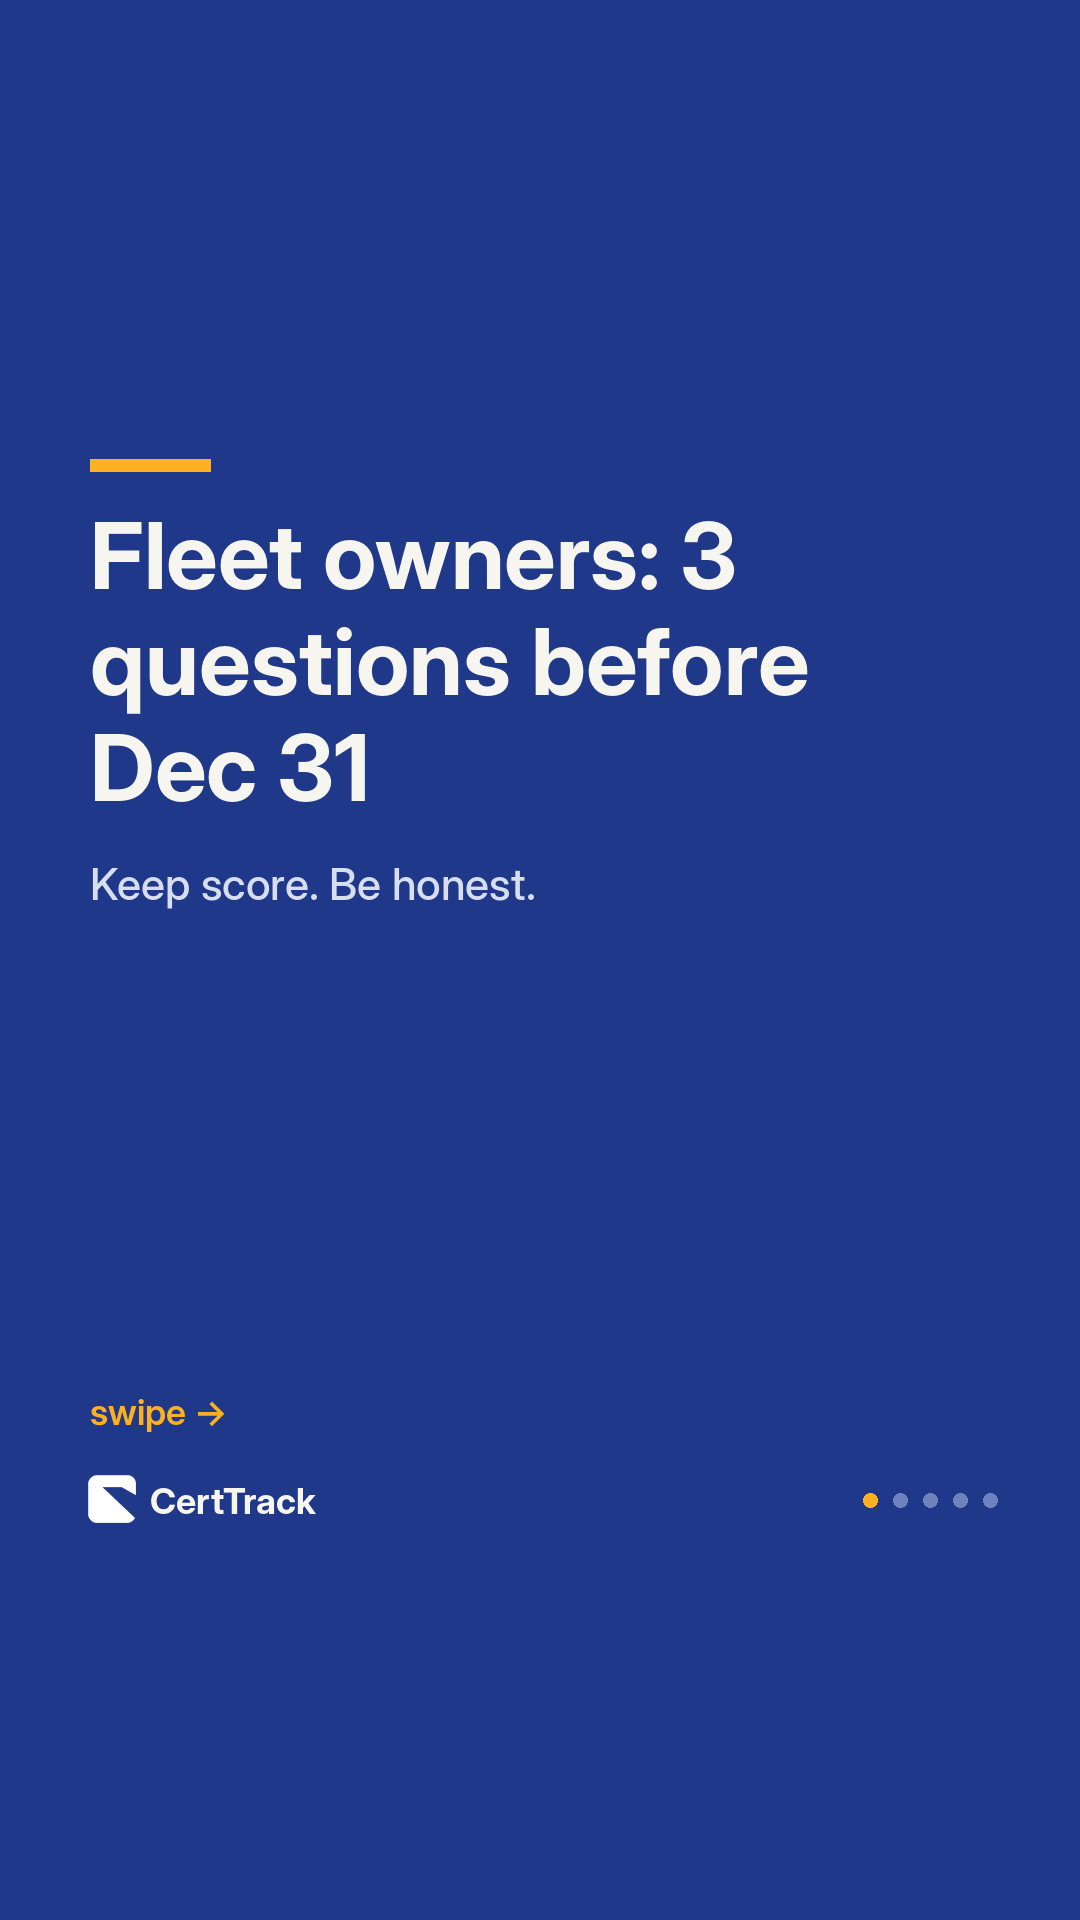 Fleet owners: 3
questions before
Dec 31
Keep score. Be honest.
swipe →
CertTrack